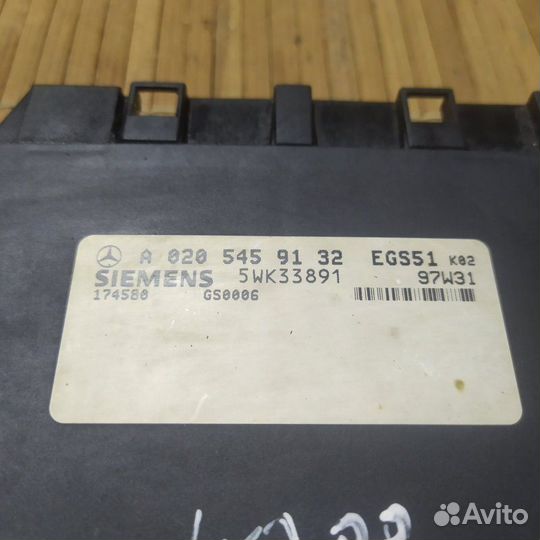 A 020 545 91 32 EGS51 K02
SIEMENS 5WK33891 97W31
174580 GS0006
Avito